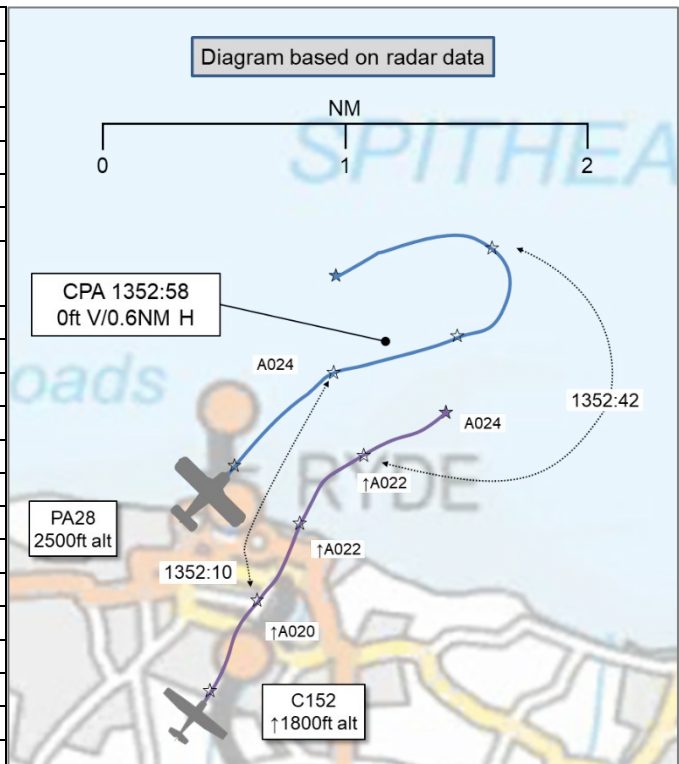 Diagram based on radar data
NM
0 1 2
SPITHEA
CPA 1352:58
0ft V/0.6NM H
A024
oads
1352:42
A024
RYDE
↑A022
PA28
2500ft alt
↑A022
1352:10
↑A020
C152
↑1800ft alt